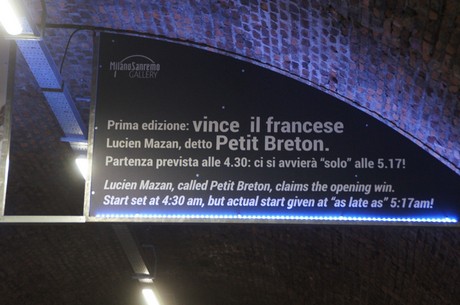 MilanoSanremo
GALLERY
Prima edizione: vince il francese
Lucien Mazan, detto Petit Breton.
Partenza prevista alle 4.30: ci si avvierà “solo” alle 5.17!
Lucien Mazan, called Petit Breton, claims the opening win.
Start set at 4:30 am, but actual start given at “as late as” 5:17am!